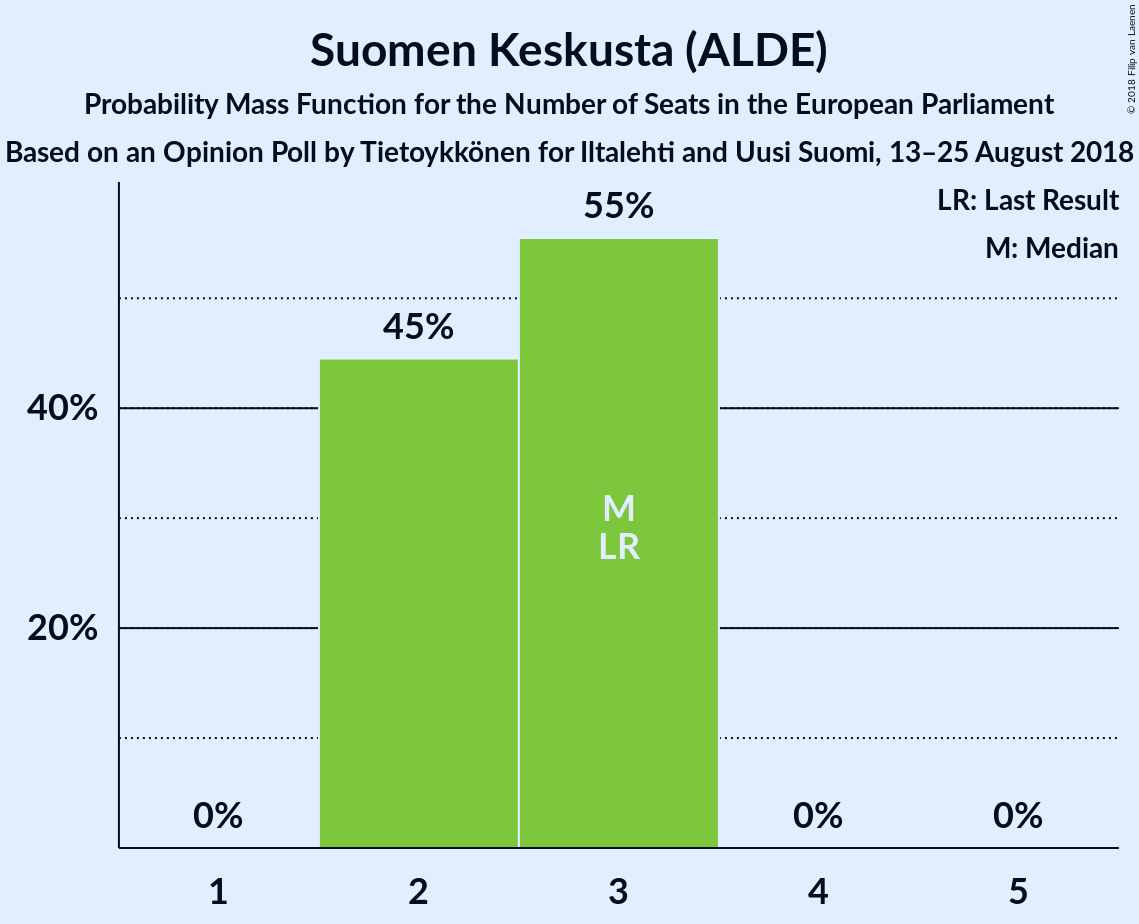 Suomen Keskusta (ALDE)
Probability Mass Function for the Number of Seats in the European Parliament
Based on an Opinion Poll by Tietoykkönen for Iltalehti and Uusi Suomi, 13–25 August 2018
© 2018 Filip van Laenen
LR: Last Result
M: Median
55%
45%
40%
20%
M
LR
0%
0%
0%
1
2
3
4
5